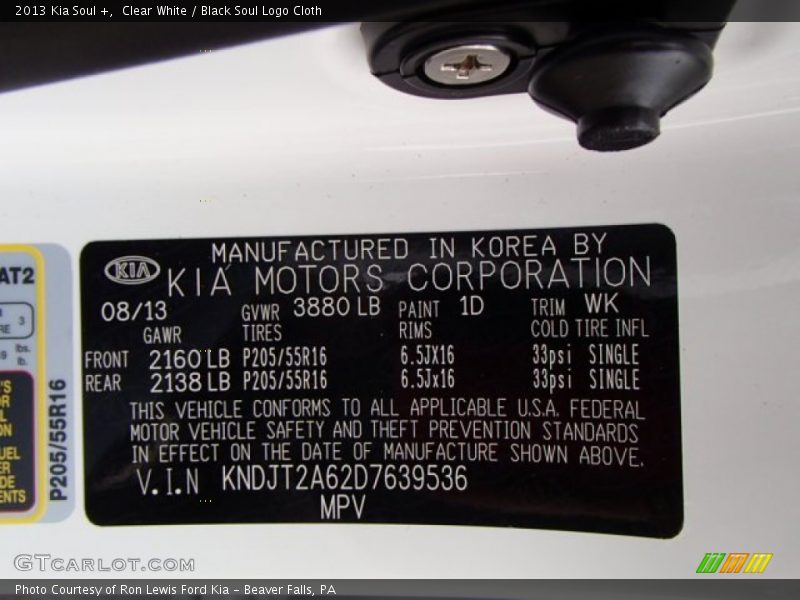 2013 Kia Soul +,  Clear White / Black Soul Logo Cloth
MANUFACTURED IN KOREA BY
KIA KIA MOTORS CORPORATION
08/13 GVWR 3880 LB PAINT 1D TRIM WK
GAWR TIRES RIMS COLD TIRE INFL
FRONT 2160 LB P205/55R16 6.5JX16 33psi SINGLE
REAR 2138 LB P205/55R16 6.5Jx16 33psi SINGLE
THIS VEHICLE CONFORMS TO ALL APPLICABLE U.S.A. FEDERAL
MOTOR VEHICLE SAFETY AND THEFT PREVENTION STANDARDS
IN EFFECT ON THE DATE OF MANUFACTURE SHOWN ABOVE.
V.I.N KNDJT2A62D7639536
MPV
AT2
3
lbs.
lb.
P205/55R16
GTCARLOT.COM
Photo Courtesy of Ron Lewis Ford Kia – Beaver Falls, PA